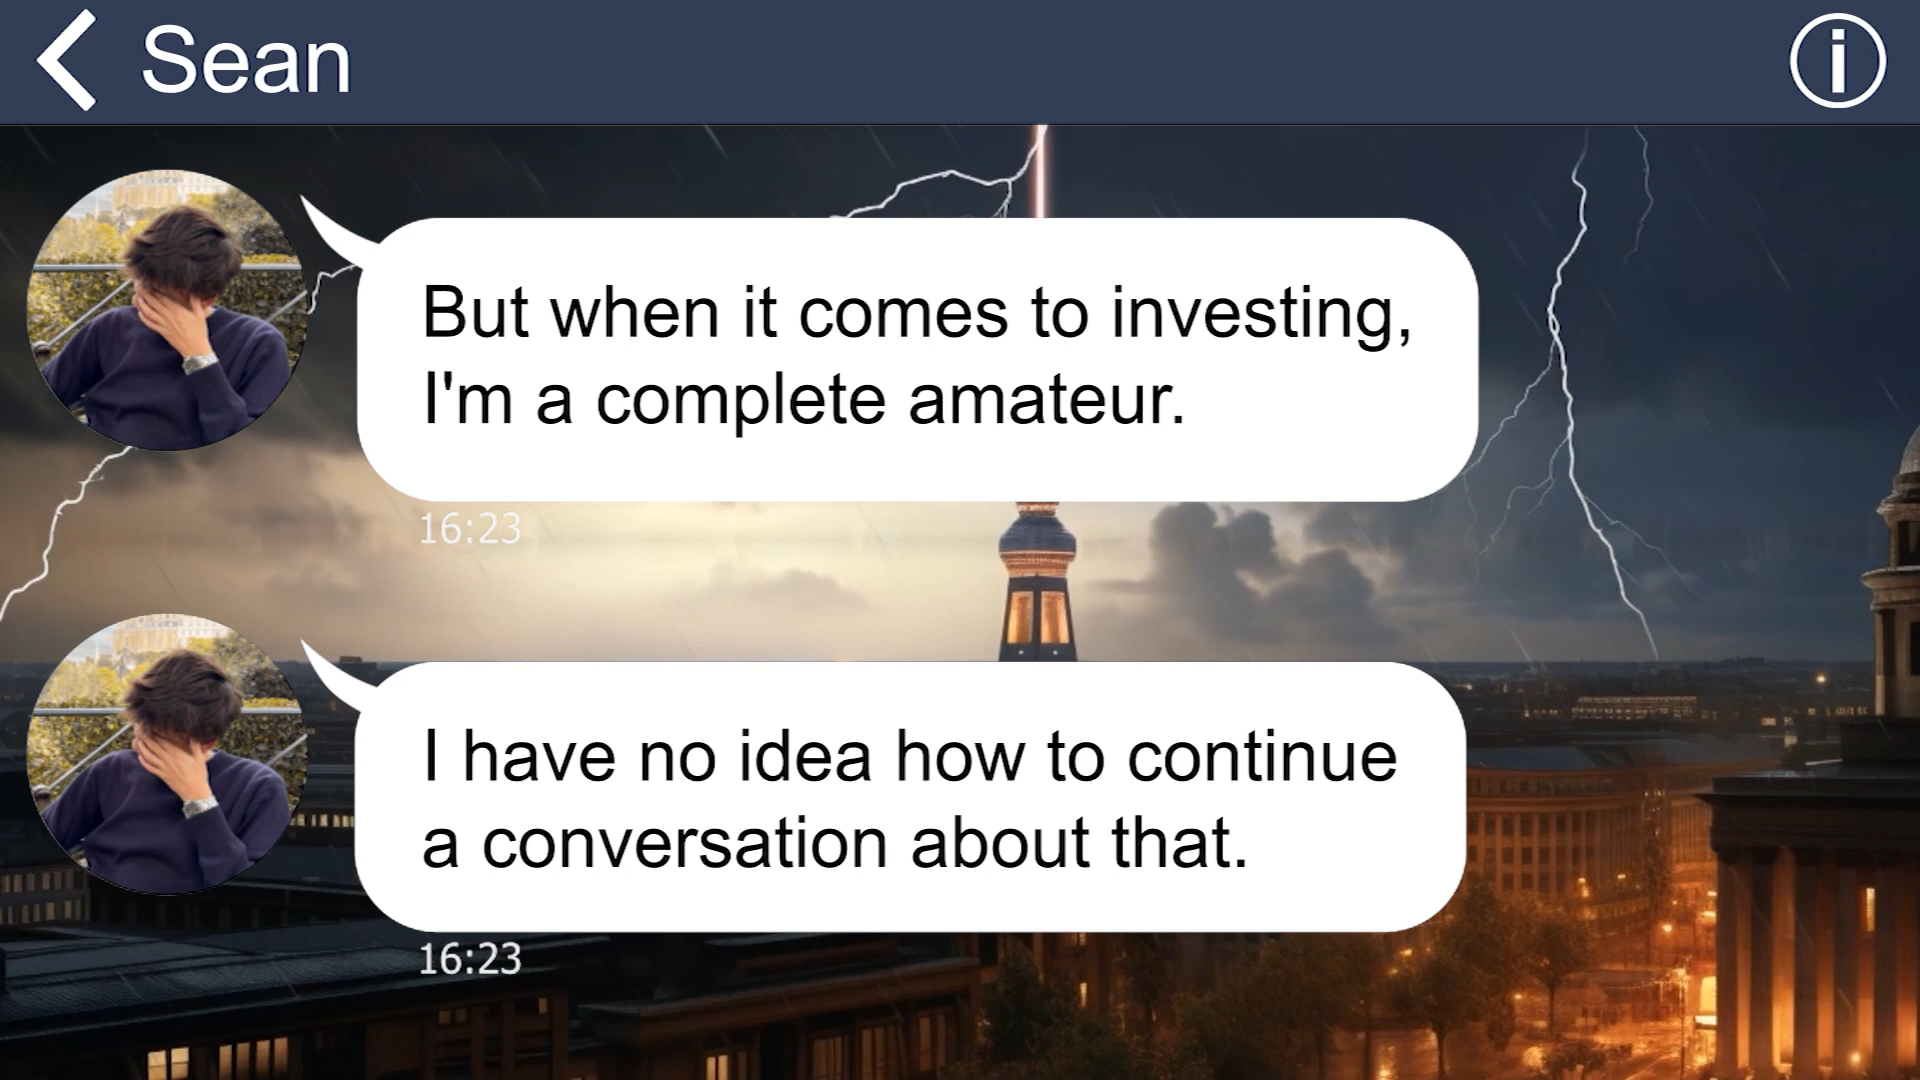 Sean
But when it comes to investing,
I'm a complete amateur.
16:23
I have no idea how to continue
a conversation about that.
16:23